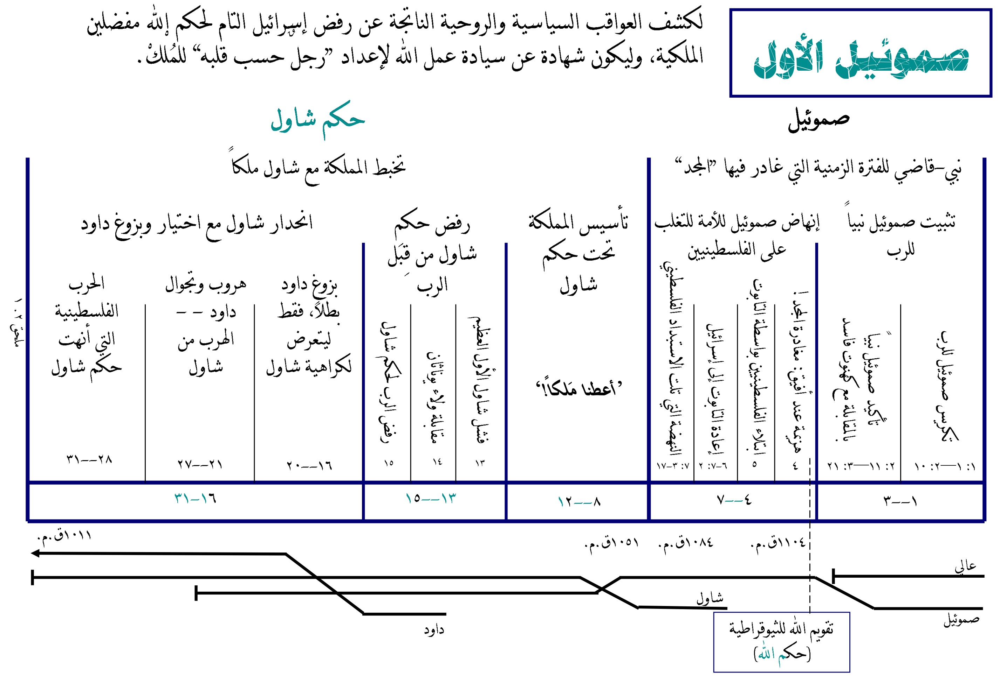 صموئيل الأول
لكشف العواقب السياسية والروحية الناتجة عن رفض إسرائيل التام لحكم إلله مفضلين
الملكية، وليكون شهادة عن سيادة عمل الله لإعداد ”رجل حسب قلبه“ للمُلكْ.
صموئيل
حكم شاول
نبي-قاضي للفترة الزمنية التي غادر فيها ”المجد“
تخبط المملكة مع شاول ملكاً
تثبيت صموئيل نبياً
للرب
إنهاض صموئيل للأمة للتغلب
على الفلسطينيين
تأسيس المملكة
تحت حكم
شاول
رفض حكم
شاول من قِبَل
الرب
انحدار شاول مع اختيار وبزوغ داود
تكريس صموئيل للرب
١: ١—٢: ١٠
تأكيد صموئيل نبياً
بالمقابلة مع كهنوت فاسد
٢: ١١—٣: ٢١
هزيمة عند أفيق: مغادرة المجد!
٤
ابتلاء الفلسطينيين بواسطة التابوت
٥
إعادة التابوت إلى إسرائيل
٦-٧: ٢
النهضة التي تلت الاستبداد الفلسطيني
٧: ٣-١٧
’أعطنا مَلكاً!‘
فشل شاول الأول العظيم
١٣
مقابلة ولاء يوناثان
١٤
رفض الرب لحكم شاول
١٥
بزوغ داود
بطلاً، فقط
ليتعرض
لكراهية شاول
١٦--٢٠
هروب وتجوال
داود - -
الهرب من
شاول
٢١--٢٧
الحرب
الفلسطينية
التي أنهت
حكم شاول
٢٨--٣١
ملحق ١٠٢
١--٣
٤--٧
٨--١٢
١٣--١٥
١٦-٣١
١١٠٤ق.م.
١٠٨٤ق.م.
١٠٥١ق.م.
١٠١١ق.م.
عالي
صموئيل
شاول
داود
تقويم الله للثيوقراطية
(حكم الله)